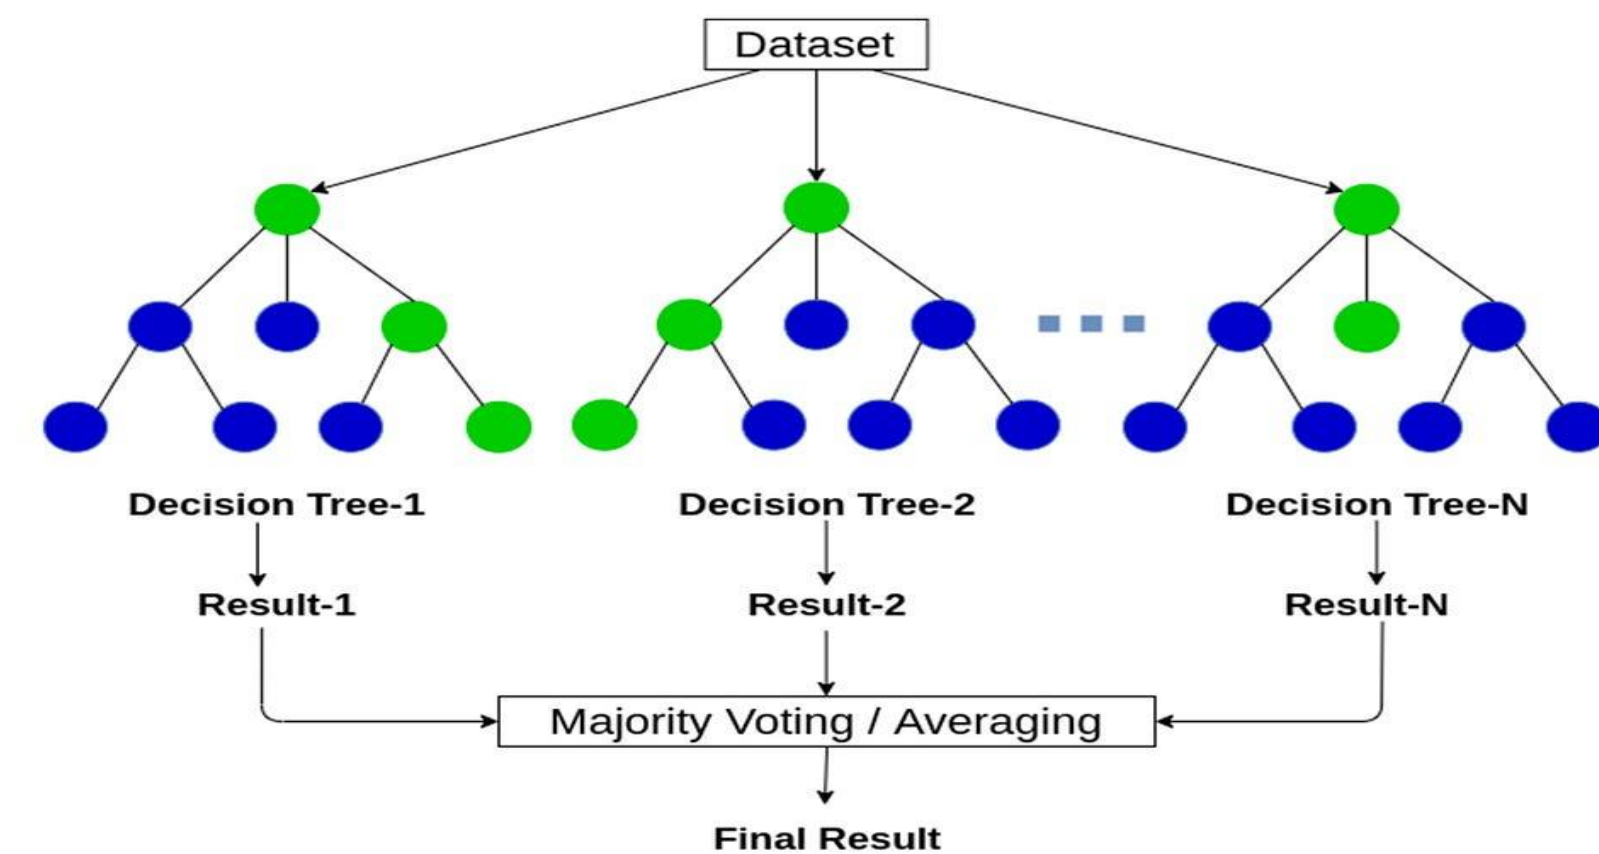 Dataset
Decision Tree-1
Decision Tree-2
Decision Tree-N
Result-1
Result-2
Result-N
Majority Voting / Averaging
Final Result